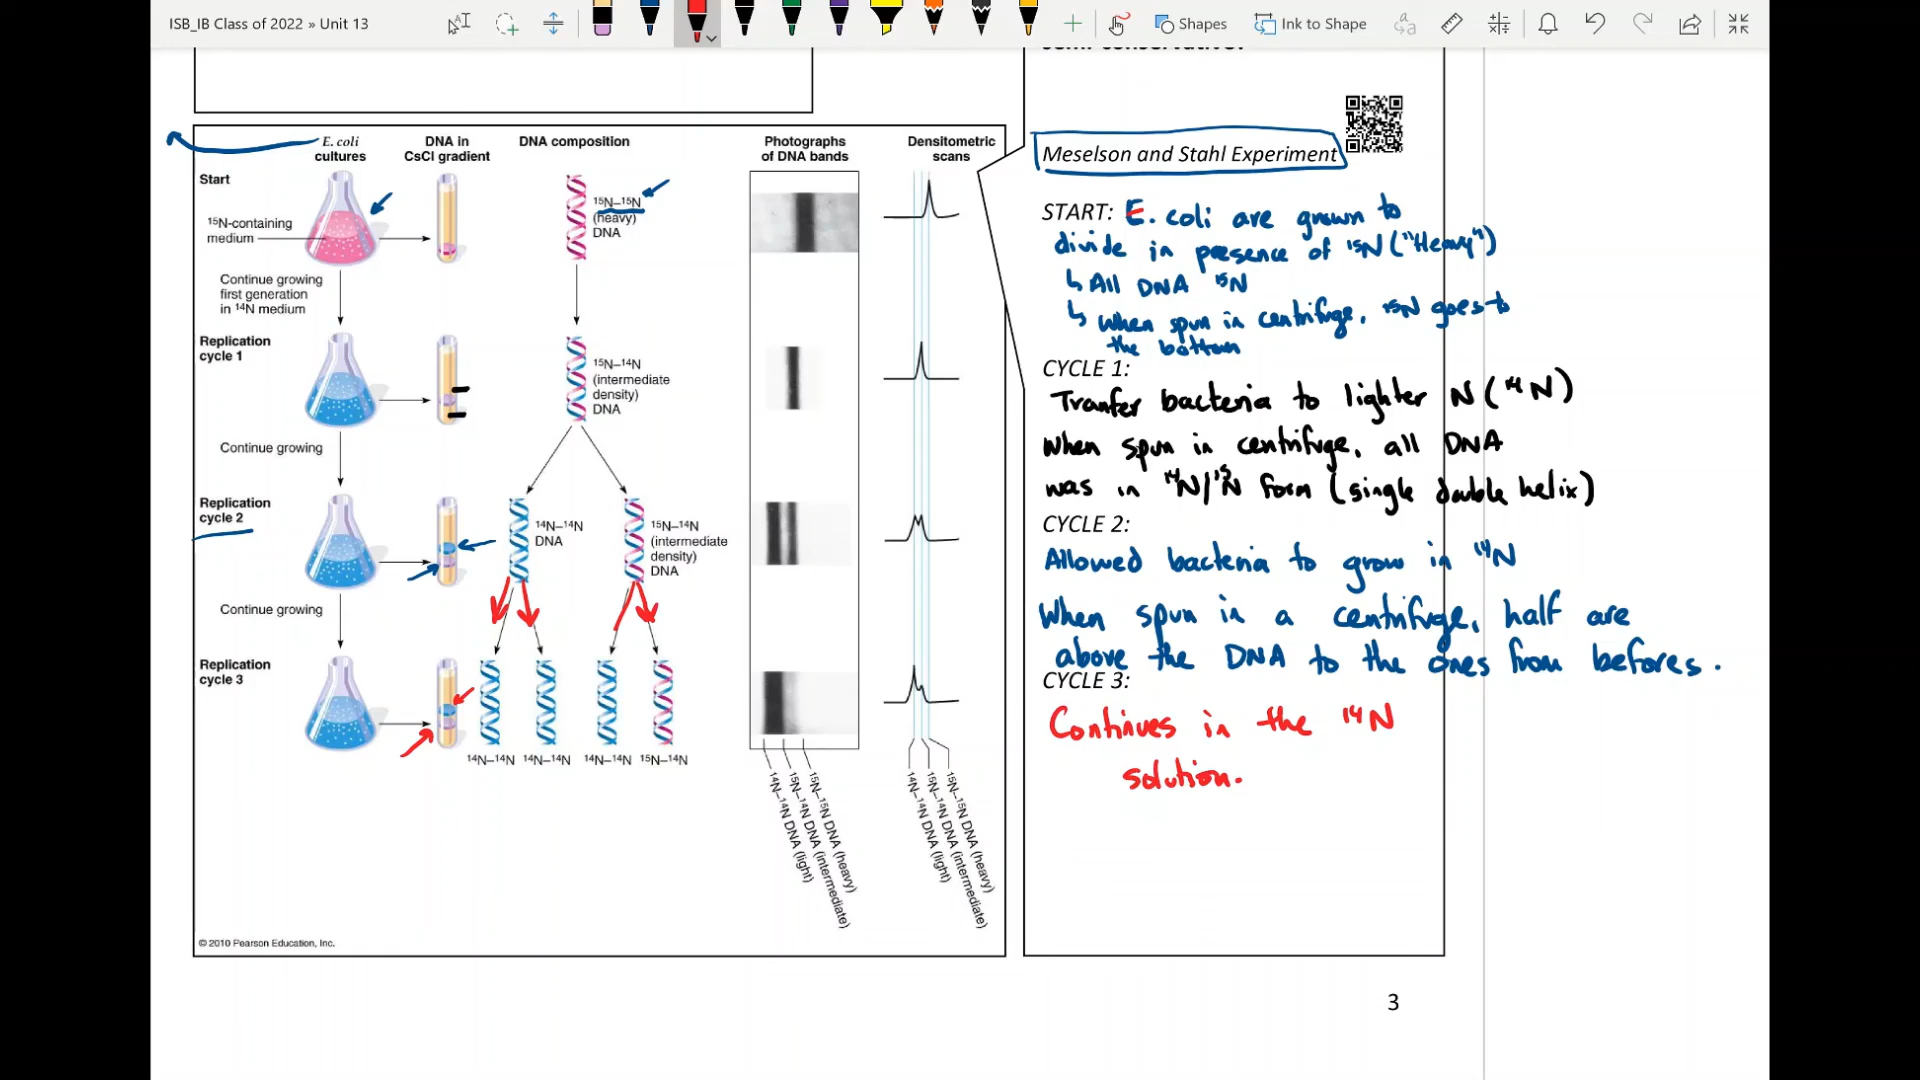 ISB_IB Class of 2022 » Unit 13
Shapes
Ink to Shape
E. coli cultures
DNA in CsCl gradient
DNA composition
Photographs of DNA bands
Densitometric scans
Start
¹⁵N-containing medium
¹⁵N–¹⁵N (heavy) DNA
Continue growing first generation in ¹⁴N medium
Replication cycle 1
¹⁵N–¹⁴N (intermediate density) DNA
Continue growing
Replication cycle 2
¹⁴N–¹⁴N DNA
¹⁵N–¹⁴N (intermediate density) DNA
Continue growing
Replication cycle 3
¹⁴N–¹⁴N ¹⁴N–¹⁴N ¹⁴N–¹⁴N ¹⁵N–¹⁴N
¹⁴N–¹⁴N DNA (light)
¹⁵N–¹⁴N DNA (intermediate)
¹⁵N–¹⁵N DNA (heavy)
¹⁴N–¹⁴N DNA (light)
¹⁵N–¹⁴N DNA (intermediate)
¹⁵N–¹⁵N DNA (heavy)
© 2010 Pearson Education, Inc.
Meselson and Stahl Experiment
START: E. coli are grown to
divide in presence of ¹⁵N ("Heavy")
↳ All DNA ¹⁵N
↳ When spun in centrifuge, ¹⁵N goes to
the bottom
CYCLE 1:
Tranfer bacteria to lighter N (¹⁴N)
When spun in centrifuge, all DNA
was in ¹⁴N/¹⁵N form (single double helix)
CYCLE 2:
Allowed bacteria to grow in ¹⁴N
When spun in a centrifuge, half are
above the DNA to the ones from befores.
CYCLE 3:
Continues in the ¹⁴N
solution.
3